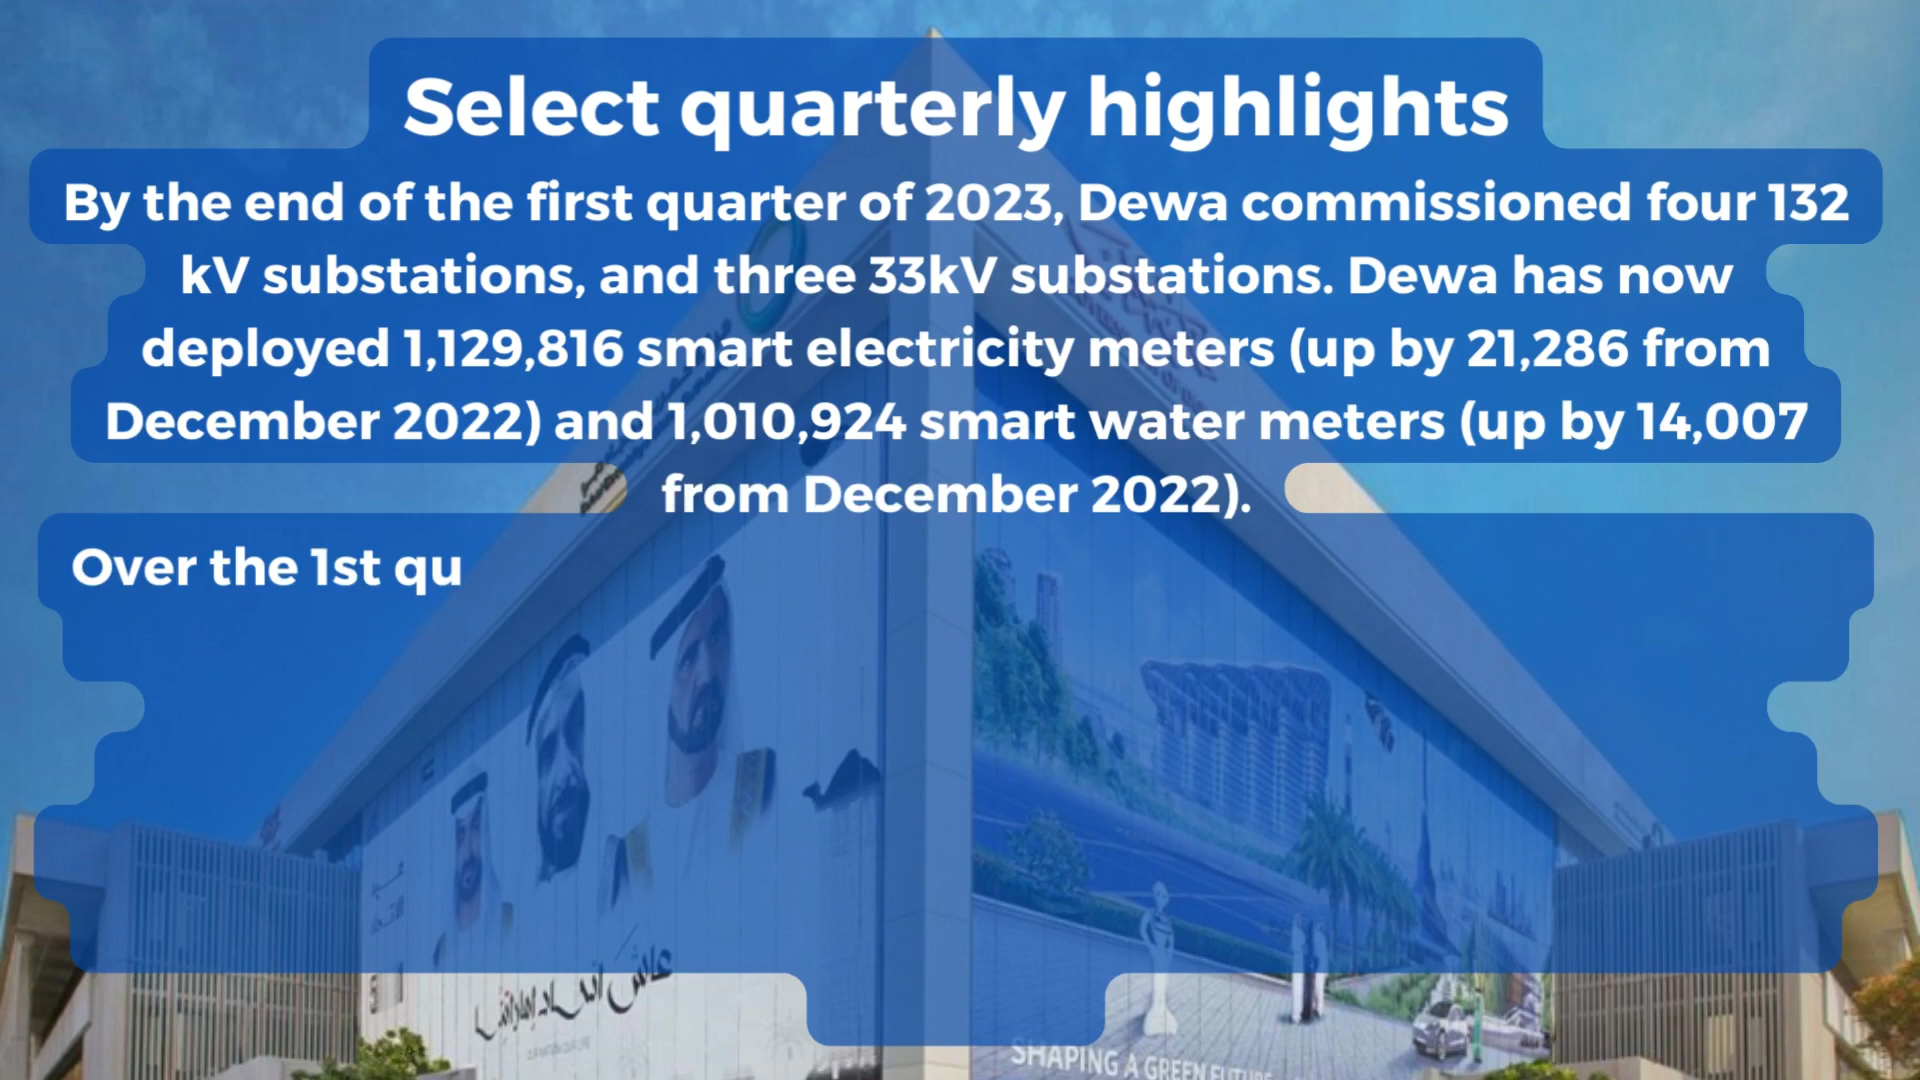 Select quarterly highlights
By the end of the first quarter of 2023, Dewa commissioned four 132
kV substations, and three 33kV substations. Dewa has now
deployed 1,129,816 smart electricity meters (up by 21,286 from
December 2022) and 1,010,924 smart water meters (up by 14,007
from December 2022).
Over the 1st qu
SHAPING A GREEN FUTURE